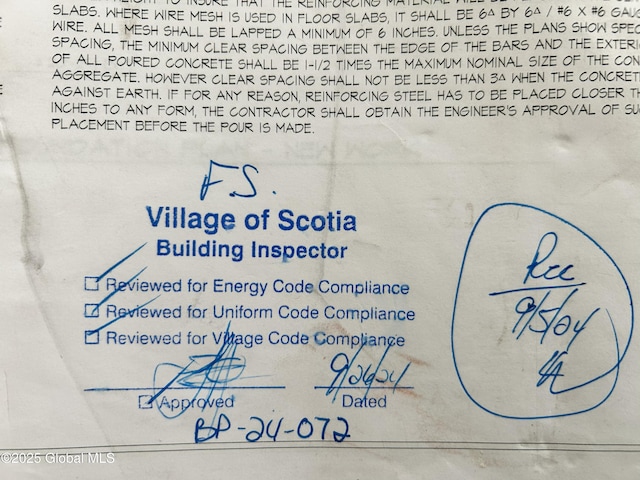 SLABS. WHERE WIRE MESH IS USED IN FLOOR SLABS, IT SHALL BE 6Δ BY 6Δ / #6 X #6
WIRE. ALL MESH SHALL BE LAPPED A MINIMUM OF 6 INCHES. UNLESS THE PLANS SHOW
SPACING, THE MINIMUM CLEAR SPACING BETWEEN THE EDGE OF THE BARS AND THE
OF ALL POURED CONCRETE SHALL BE 1-1/2 TIMES THE MAXIMUM NOMINAL SIZE OF THE
AGGREGATE. HOWEVER CLEAR SPACING SHALL NOT BE LESS THAN 3Δ WHEN THE
AGAINST EARTH. IF FOR ANY REASON, REINFORCING STEEL HAS TO BE PLACED CLOSER
INCHES TO ANY FORM, THE CONTRACTOR SHALL OBTAIN THE ENGINEER'S APPROVAL OF
PLACEMENT BEFORE THE POUR IS MADE.
F.S.
Village of Scotia
Building Inspector
Reviewed for Energy Code Compliance
Reviewed for Uniform Code Compliance
Reviewed for Village Code Compliance
9/26/24
Approved Dated
BP-24-072
Rec
9/5/24
©2025 Global MLS